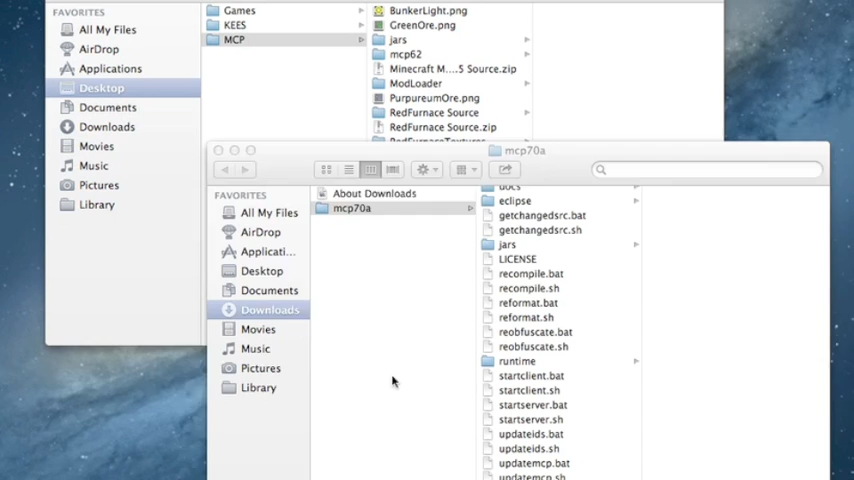 FAVORITES
All My Files
AirDrop
Applications
Desktop
Documents
Downloads
Movies
Music
Pictures
Library
Games
KEES
MCP
BunkerLight.png
GreenOre.png
jars
mcp62
Minecraft M....5 Source.zip
ModLoader
PurpureumOre.png
RedFurnace Source
RedFurnace Source.zip
mcp70a
FAVORITES
All My Files
AirDrop
Applicati...
Desktop
Documents
Downloads
Movies
Music
Pictures
Library
About Downloads
mcp70a
docs
eclipse
getchangedsrc.bat
getchangedsrc.sh
jars
LICENSE
recompile.bat
recompile.sh
reformat.bat
reformat.sh
reobfuscate.bat
reobfuscate.sh
runtime
startclient.bat
startclient.sh
startserver.bat
startserver.sh
updateids.bat
updateids.sh
updatemcp.bat
updatemcp.sh